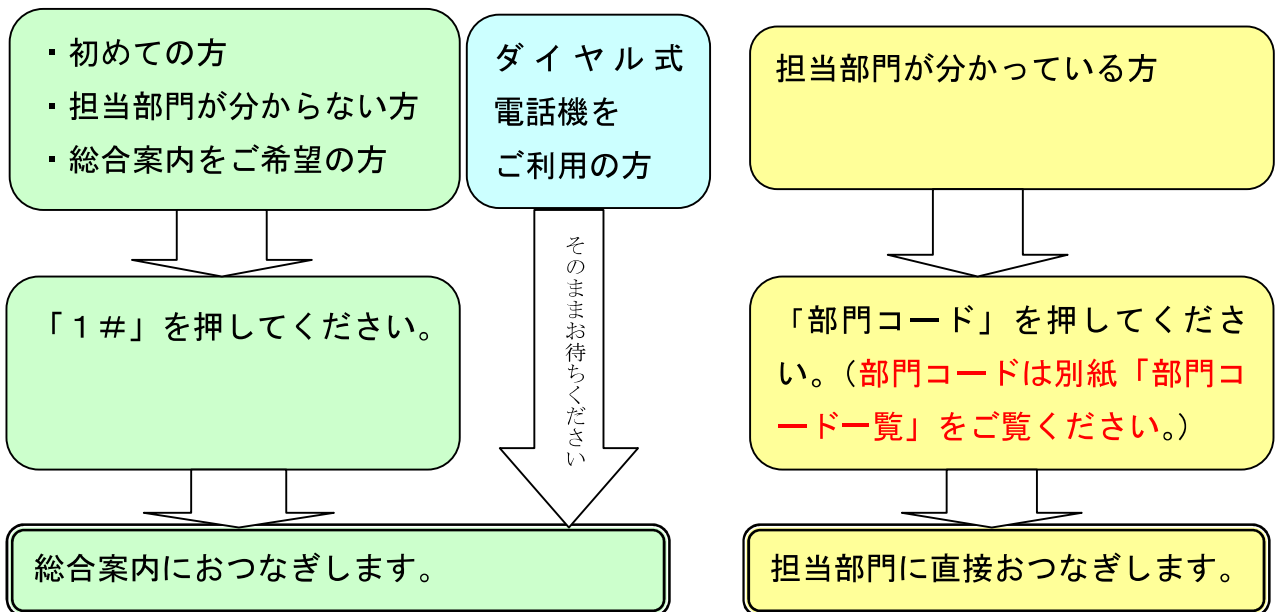 ・初めての方
・担当部門が分からない方
・総合案内をご希望の方
ダイヤル式
電話機を
ご利用の方
担当部門が分かっている方
そのままお待ちください
「１＃」を押してください。
「部門コード」を押してくださ
い。（部門コードは別紙「部門コ
ード一覧」をご覧ください。）
総合案内におつなぎします。
担当部門に直接おつなぎします。